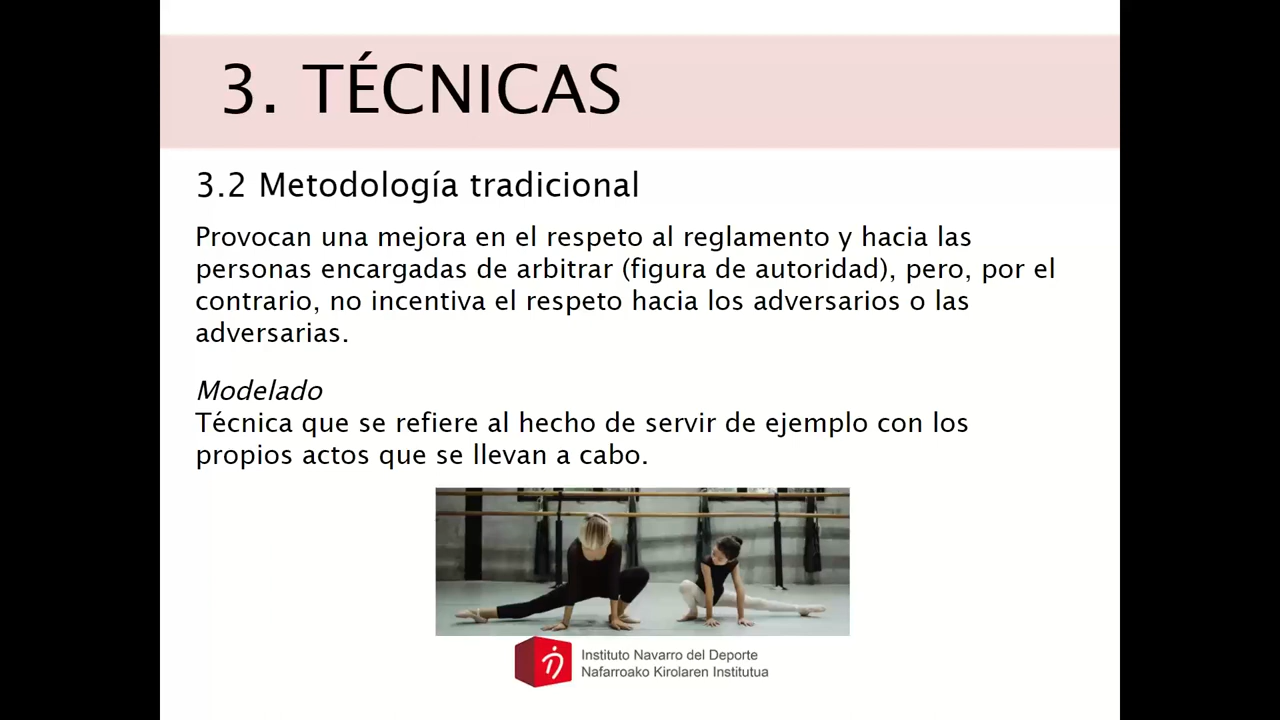 3. TÉCNICAS
3.2 Metodología tradicional
Provocan una mejora en el respeto al reglamento y hacia las
personas encargadas de arbitrar (figura de autoridad), pero, por el
contrario, no incentiva el respeto hacia los adversarios o las
adversarias.
Modelado
Técnica que se refiere al hecho de servir de ejemplo con los
propios actos que se llevan a cabo.
Instituto Navarro del Deporte
Nafarroako Kirolaren Institutua